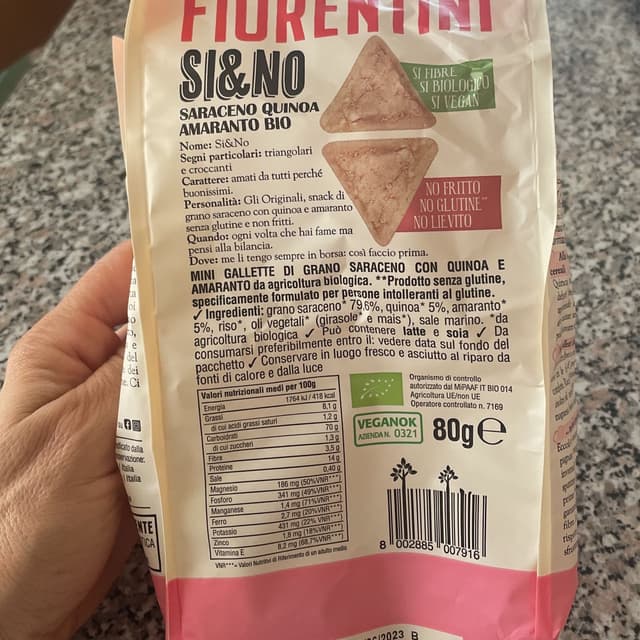 FIORENTINI
SI&NO
SARACENO QUINOA
AMARANTO BIO
SI FIBRE
SI BIOLOGICO
SI VEGAN
Nome: Si&No
Segni particolari: triangolari
e croccanti
Carattere: amati da tutti perché
buonissimi.
Personalità: Gli Originali, snack di
grano saraceno con quinoa e amaranto
senza glutine e non fritti.
Quando: ogni volta che hai fame ma
pensi alla bilancia.
Dove: me li tengo sempre in borsa: così faccio prima.
NO FRITTO
NO GLUTINE**
NO LIEVITO
MINI GALLETTE DI GRANO SARACENO CON QUINOA E
AMARANTO da agricoltura biologica. **Prodotto senza glutine,
specificamente formulato per persone intolleranti al glutine.
✓ Ingredienti: grano saraceno* 79,6%, quinoa* 5%, amaranto*
5%, riso*, oli vegetali* (girasole* e mais*), sale marino. *da
agricoltura biologica ✓ Può contenere latte e soia ✓ Da
consumarsi preferibilmente entro il: vedere data sul fondo del
pacchetto ✓ Conservare in luogo fresco e asciutto al riparo da
fonti di calore e dalla luce
Valori nutrizionali medi per 100g
Energia 1764 kJ / 418 kcal
Grassi 8,1 g
di cui acidi grassi saturi 1,2 g
Carboidrati 70 g
di cui zuccheri 1,3 g
Fibre 3,5 g
Proteine 14 g
Sale 0,40 g
Magnesio 186 mg (50%VNR***)
Fosforo 341 mg (49%VNR***)
Manganese 1,4 mg (71%VNR***)
Ferro 2,7 mg (20%VNR***)
Potassio 431 mg (22% VNR***)
Zinco 1,8 mg (18%VNR***)
Vitamina E 8,2 mg (68,7%VNR***)
VNR***= Valori Nutritivi di Riferimento di un adulto medio
Organismo di controllo
autorizzato dal MIPAAF IT BIO 014
Agricoltura UE/non UE
Operatore controllato n. 7169
VEGANOK
AZIENDA N. 0321
80g e
8 002885 007916
/2023 B